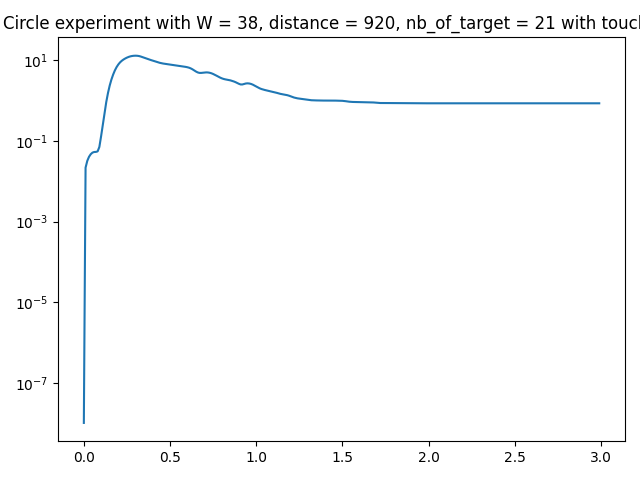 Circle experiment with W = 38, distance = 920, nb_of_target = 21 with touch
10¹
10⁻¹
10⁻³
10⁻⁵
10⁻⁷
0.0 0.5 1.0 1.5 2.0 2.5 3.0